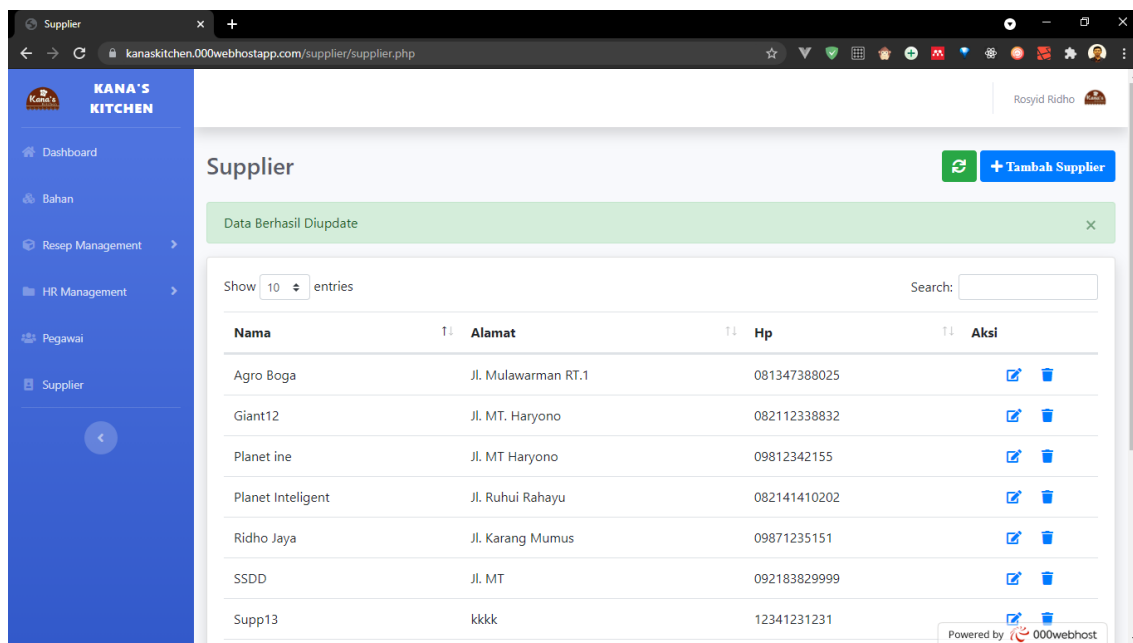 Supplier
kanaskitchen.000webhostapp.com/supplier/supplier.php
Kana's
KANA'S
KITCHEN
Rosyid Ridho
Kana's
Dashboard
Bahan
Resep Management
HR Management
Pegawai
Supplier
Supplier
+ Tambah Supplier
Data Berhasil Diupdate ×
Show 10 entries Search:
Nama Alamat Hp Aksi
Agro Boga Jl. Mulawarman RT.1 081347388025
Giant12 Jl. MT. Haryono 082112338832
Planet ine Jl. MT Haryono 09812342155
Planet Inteligent Jl. Ruhui Rahayu 082141410202
Ridho Jaya Jl. Karang Mumus 09871235151
SSDD Jl. MT 092183829999
Supp13 kkkk 12341231231
Powered by 000webhost